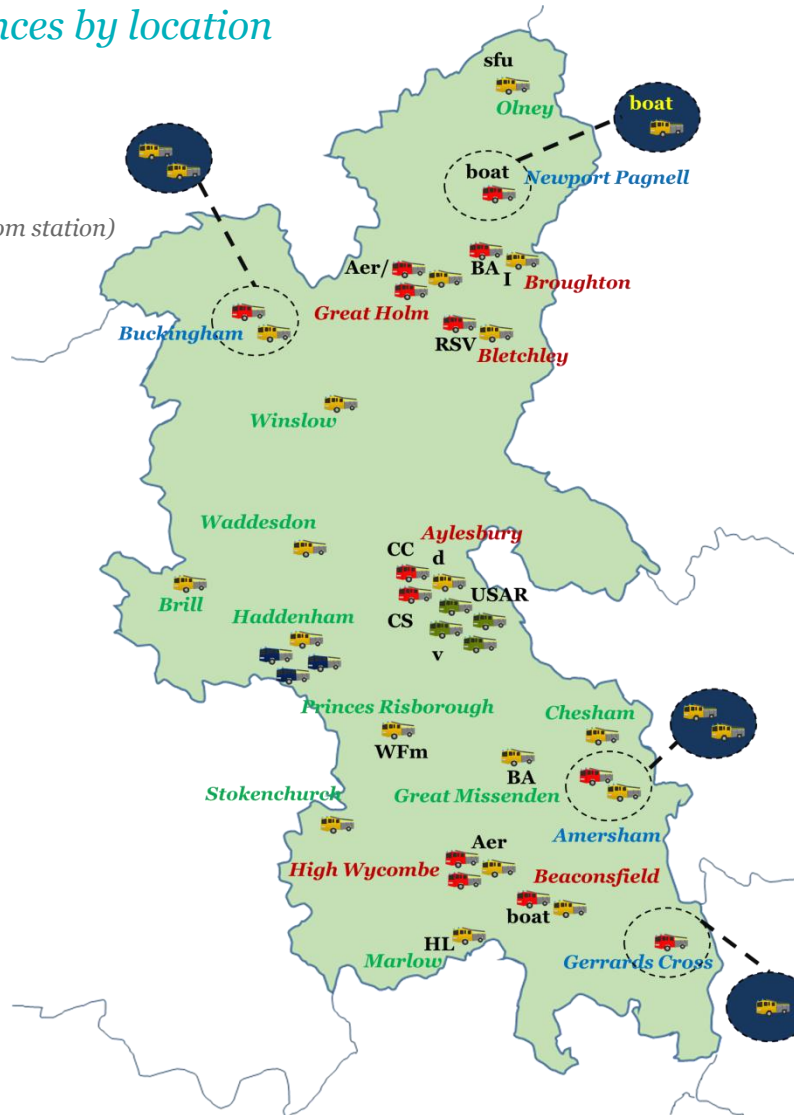 nces by location
sfu
Olney
boat
boat
Newport Pagnell
om station)
Aer/
BA
I
Broughton
Great Holm
Buckingham
RSV
Bletchley
Winslow
Waddesdon
Aylesbury
CC
d
Brill
USAR
Haddenham
CS
v
Princes Risborough
Chesham
WFm
BA
Stokenchurch
Great Missenden
Amersham
Aer
High Wycombe
Beaconsfield
boat
HL
Marlow
Gerrards Cross